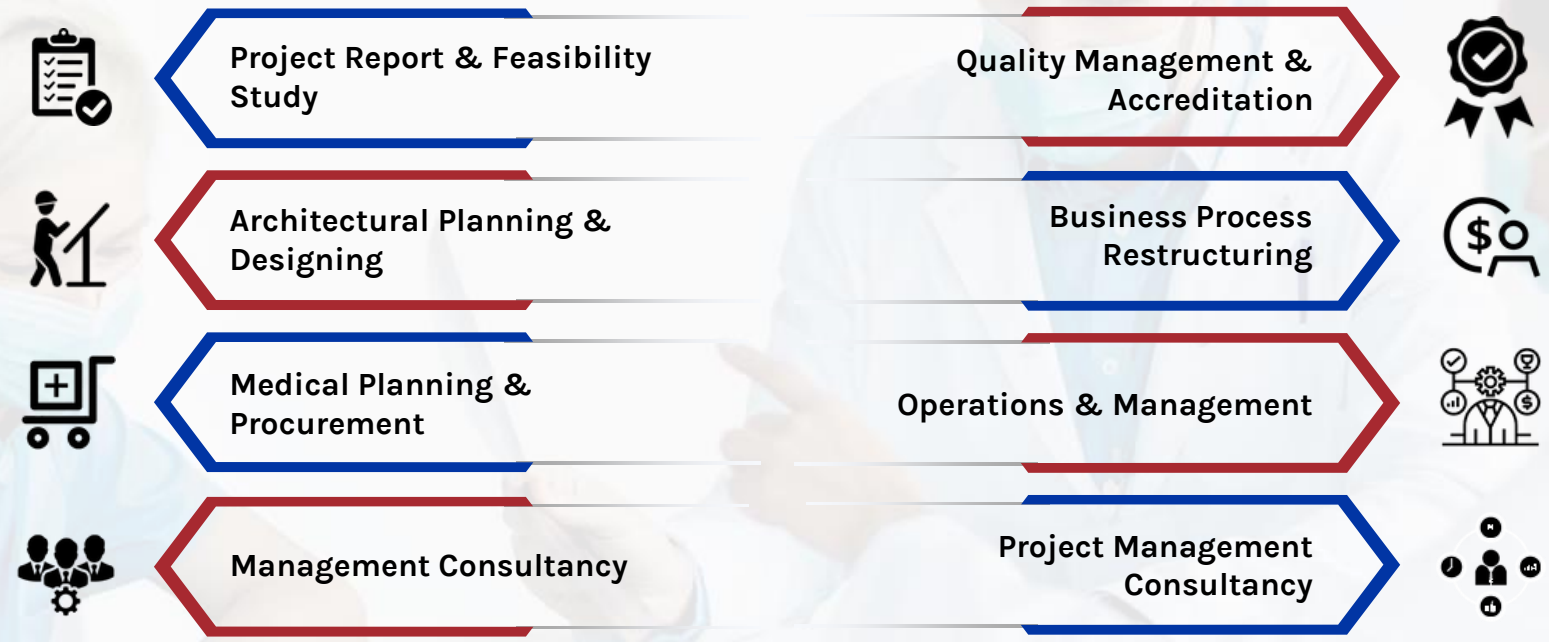 Project Report & Feasibility
Study
Quality Management &
Accreditation
Architectural Planning &
Designing
Business Process
Restructuring
Medical Planning &
Procurement
Operations & Management
Management Consultancy
Project Management
Consultancy